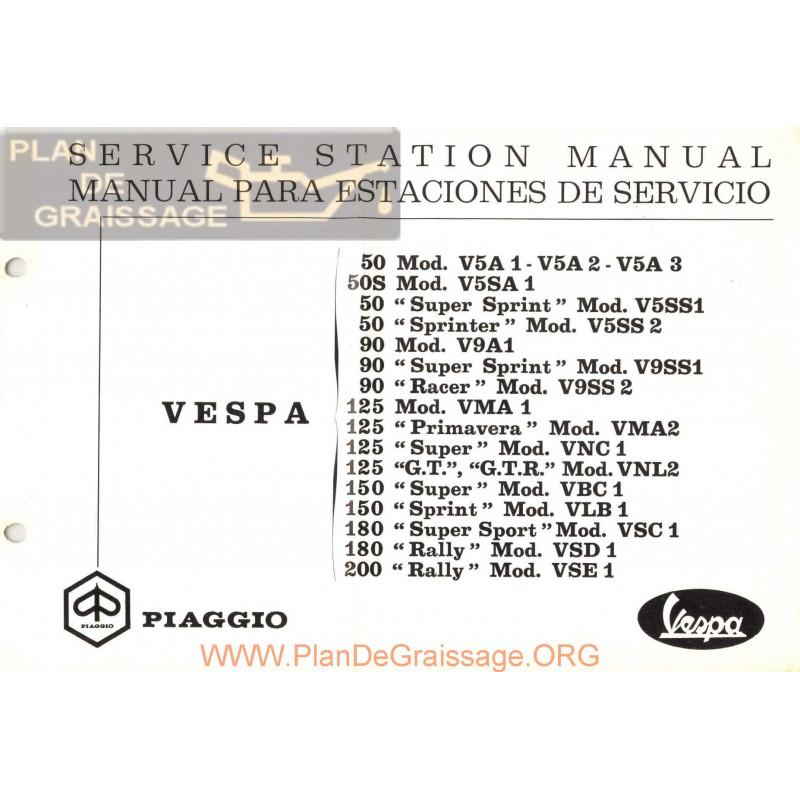 PLAN
DE
GRAISSAGE
SERVICE STATION MANUAL
MANUAL PARA ESTACIONES DE SERVICIO
VESPA
50 Mod. V5A 1 - V5A 2 - V5A 3
50S Mod. V5SA 1
50 “Super Sprint” Mod. V5SS1
50 “Sprinter” Mod. V5SS 2
90 Mod. V9A1
90 “Super Sprint” Mod. V9SS1
90 “Racer” Mod. V9SS 2
125 Mod. VMA 1
125 “Primavera” Mod. VMA2
125 “Super” Mod. VNC 1
125 “G.T.”, “G.T.R.” Mod. VNL2
150 “Super” Mod. VBC 1
150 “Sprint” Mod. VLB 1
180 “Super Sport” Mod. VSC 1
180 “Rally” Mod. VSD 1
200 “Rally” Mod. VSE 1
PIAGGIO
PIAGGIO
Vespa
WWW.PlanDeGraissage.ORG